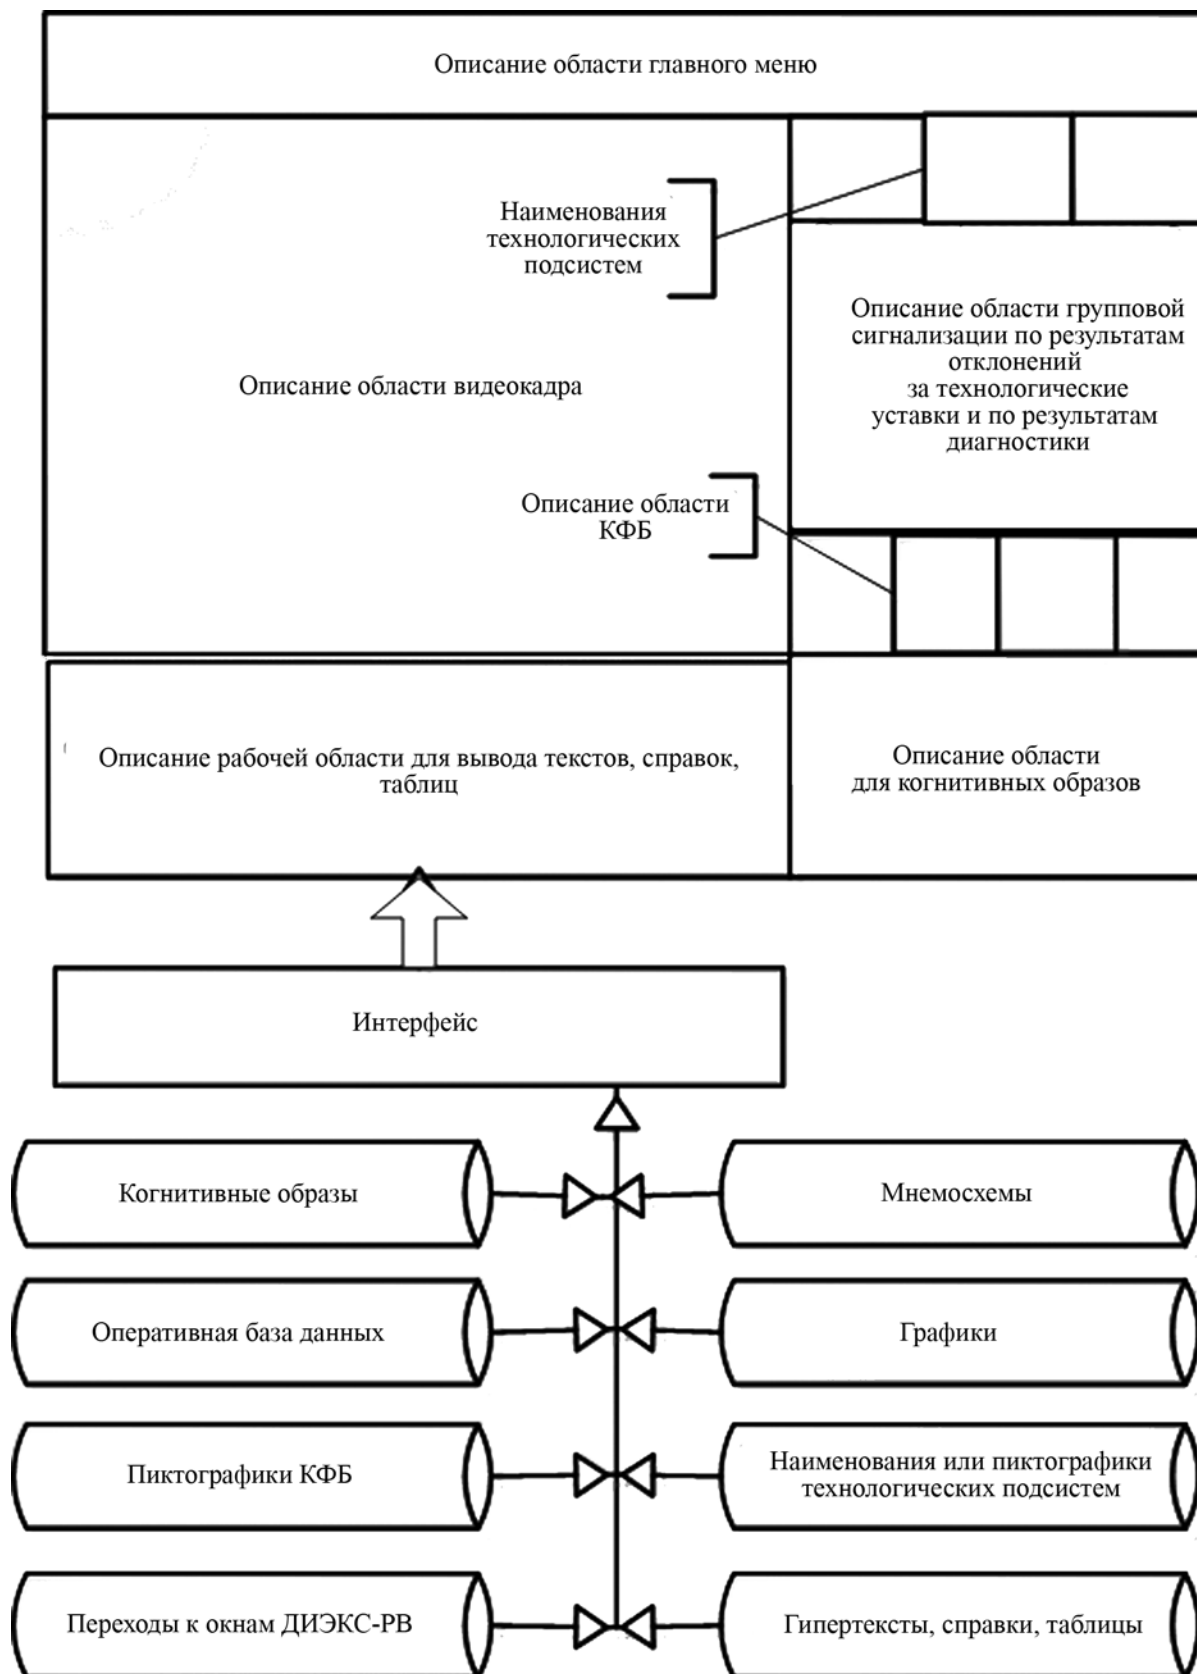 Описание области главного меню
Наименования
технологических
подсистем
Описание области групповой
сигнализации по результатам
отклонений
за технологические
уставки и по результатам
диагностики
Описание области видеокадра
Описание области
КФБ
Описание рабочей области для вывода текстов, справок,
таблиц
Описание области
для когнитивных образов
Интерфейс
Когнитивные образы
Мнемосхемы
Оперативная база данных
Графики
Пиктографики КФБ
Наименования или пиктографики
технологических подсистем
Переходы к окнам ДИЭКС-РВ
Гипертексты, справки, таблицы